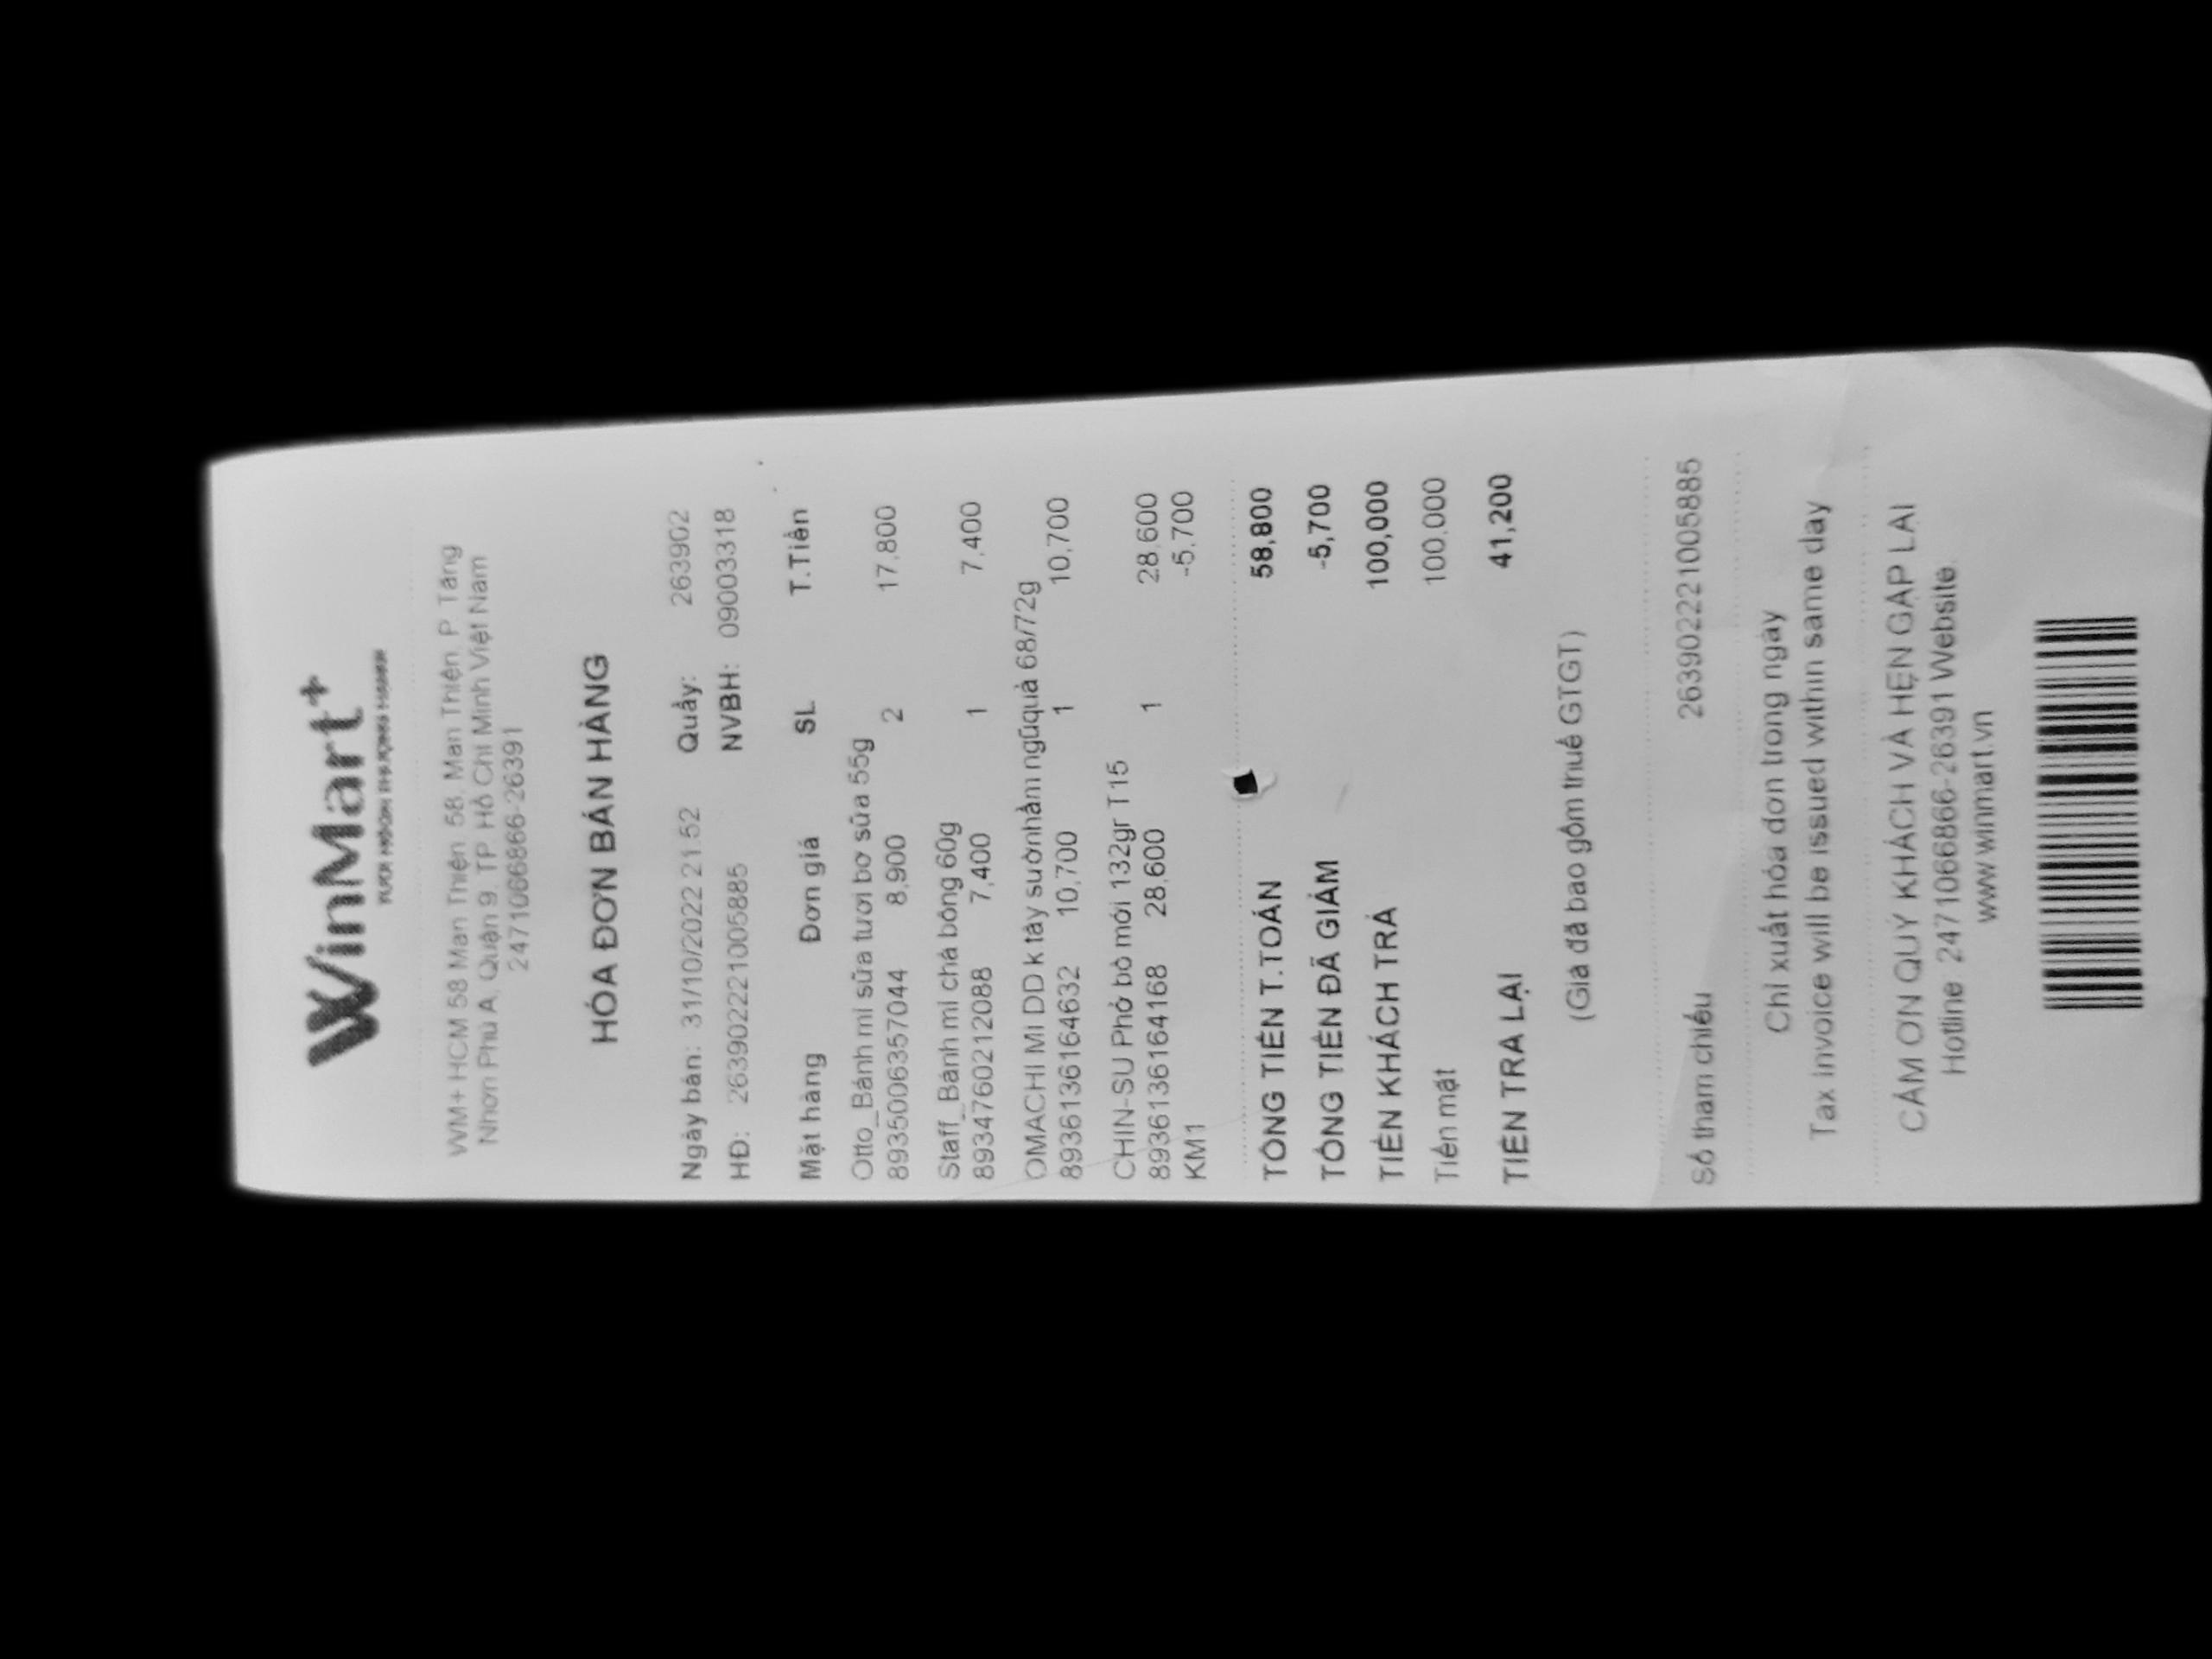 WinMart+
TƯƠI NGON THƯỢNG HẠNG
WM+ HCM 58 Man Thiện 58, Man Thiện, P. Tăng
Nhơn Phú A, Quận 9, TP. Hồ Chí Minh Việt Nam
2471066866-26391
HÓA ĐƠN BÁN HÀNG
Ngày bán: 31/10/2022 21:52 Quầy: 263902
HĐ: 263902221005885 NVBH: 09003318
Mặt hàng Đơn giá SL T.Tiền
Otto_Bánh mì sữa tươi bơ sữa 55g
8935006357044 8,900 2 17,800
Staff_Bánh mì chà bông 60g
8934760212088 7,400 1 7,400
OMACHI MI DD k tây sườnhầm ngũquả 68/72g
8936136164632 10,700 1 10,700
CHIN-SU Phở bò mới 132gr T15
8936136164168 28,600 1 28,600
KM1 -5,700
TỔNG TIỀN T.TOÁN 58,800
TỔNG TIỀN ĐÃ GIẢM -5,700
TIỀN KHÁCH TRẢ 100,000
Tiền mặt 100,000
TIỀN TRẢ LẠI 41,200
(Giá đã bao gồm thuế GTGT)
Số tham chiếu 263902221005885
Chỉ xuất hóa đơn trong ngày
Tax invoice will be issued within same day
CẢM ƠN QUÝ KHÁCH VÀ HẸN GẶP LẠI
Hotline: 2471066866-26391 Website:
www.winmart.vn